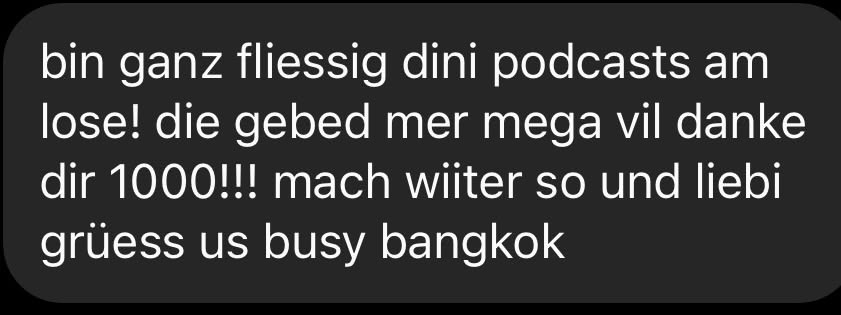 bin ganz fliessig dini podcasts am
lose! die gebed mer mega vil danke
dir 1000!!! mach wiiter so und liebi
grüess us busy bangkok